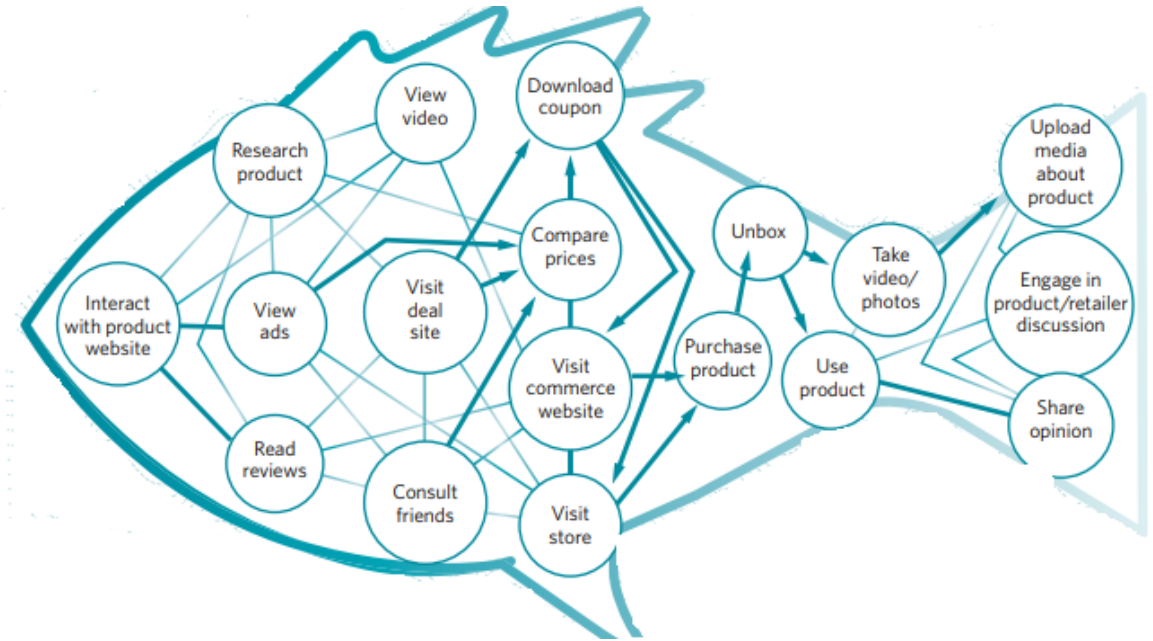 Download
coupon
View
video
Research
product
Upload
media
about
product
Unbox
Compare
prices
Take
video/
photos
Visit
deal
site
Engage in
product/retailer
discussion
Interact
with product
website
View
ads
Purchase
product
Visit
commerce
website
Use
product
Share
opinion
Read
reviews
Consult
friends
Visit
store